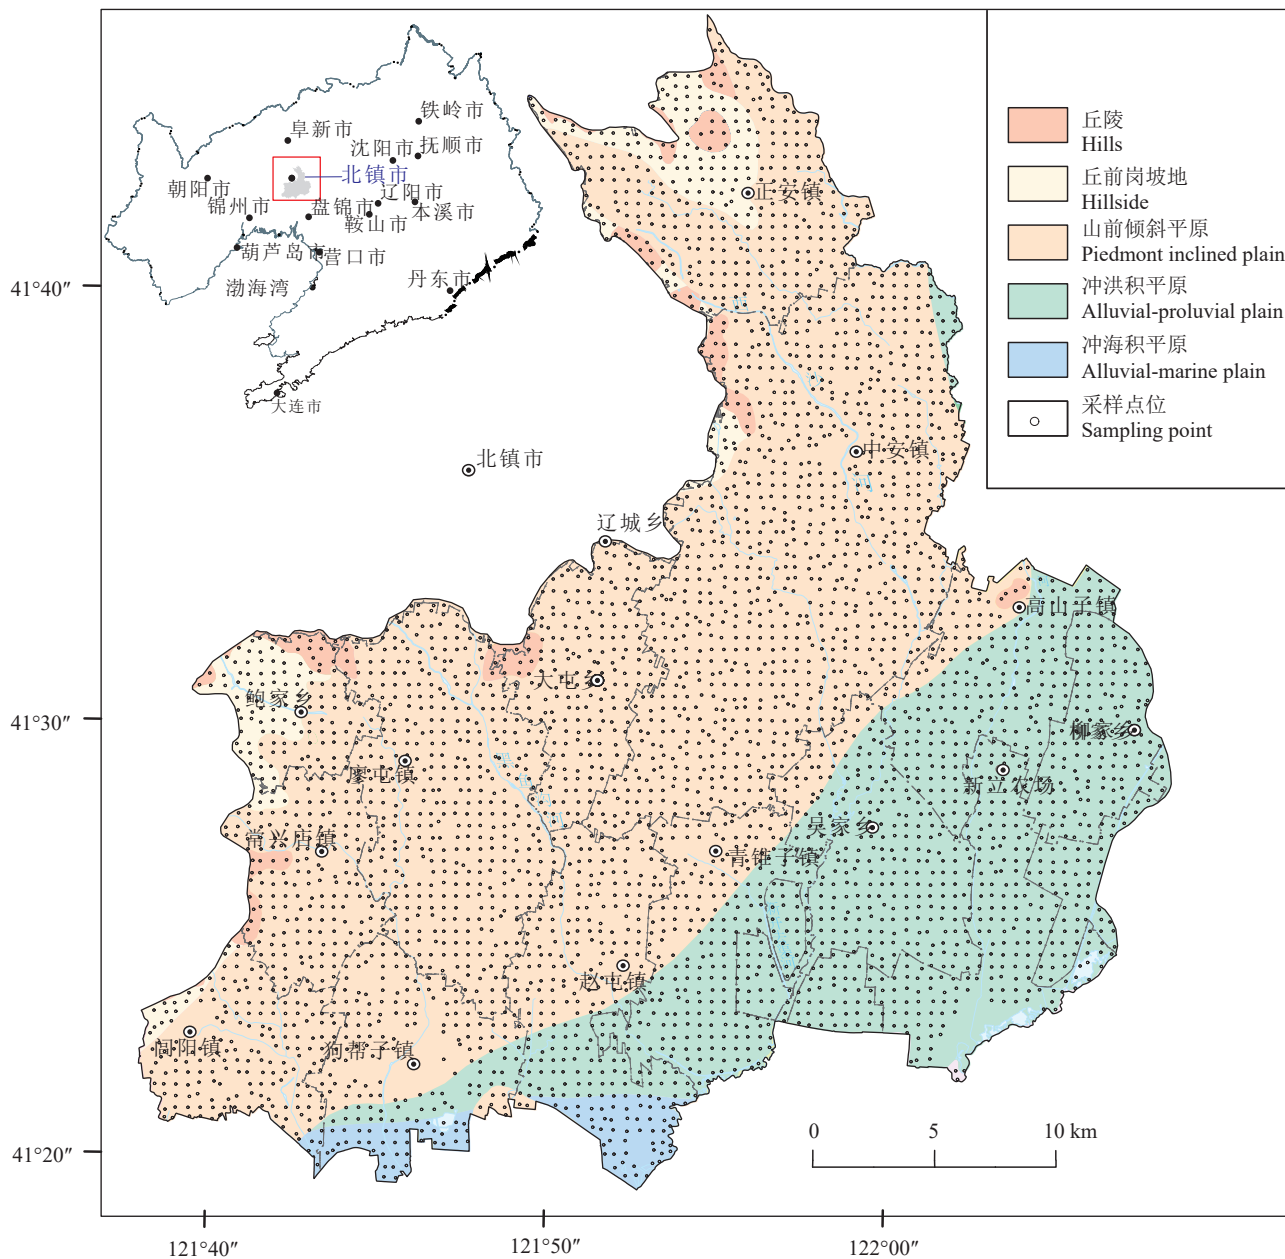 铁岭市
阜新市
沈阳市
抚顺市
北镇市
朝阳市
辽阳市
锦州市
盘锦市
本溪市
鞍山市
葫芦岛市
营口市
渤海湾
丹东市
大连市
丘陵
Hills
丘前岗坡地
Hillside
山前倾斜平原
Piedmont inclined plain
冲洪积平原
Alluvial-proluvial plain
冲海积平原
Alluvial-marine plain
采样点位
Sampling point
正安镇
中安镇
北镇市
辽城乡
高山子镇
大屯乡
鲍家乡
柳家乡
廖屯镇
新立农场
吴家乡
常兴店镇
青锥子镇
赵屯镇
闾阳镇
狗帮子镇
41°40″
41°30″
41°20″
0 5 10 km
121°40″
121°50″
122°00″